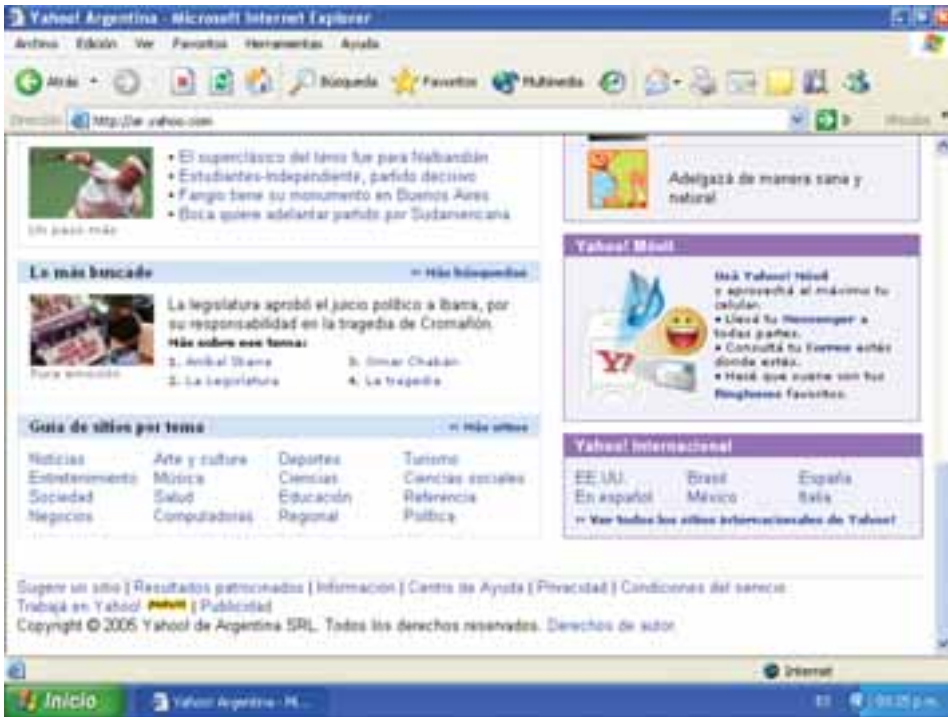 Yahoo! Argentina - Microsoft Internet Explorer
Archivo Edición Ver Favoritos Herramientas Ayuda
Atrás Búsqueda Favoritos Multimedia
Dirección http://ar.yahoo.com Vínculos
• El superclásico del tenis fue para Nalbandián
• Estudiantes-Independiente, partido decisivo
• Fangio tiene su monumento en Buenos Aires
• Boca quiere adelantar partido por Sudamericana
Un paso más
Lo más buscado
» Más búsquedas
La legislatura aprobó el juicio político a Ibarra, por
su responsabilidad en la tragedia de Cromañón.
Más sobre ese tema:
1. Aníbal Ibarra 3. Omar Chabán
2. La Legislatura 4. La tragedia
Pura emoción
Guía de sitios por tema
» Más sitios
Noticias Arte y cultura Deportes Turismo
Entretenimiento Música Ciencias Ciencias sociales
Sociedad Salud Educación Referencia
Negocios Computadoras Regional Política
Adelgazá de manera sana y
natural
Yahoo! Móvil
Usá Yahoo! Móvil
y aprovechá al máximo tu
celular.
• Llevá tu Messenger a
todas partes.
• Consultá tu Correo estés
donde estés.
• Hacé que suene con tus
Ringtones favoritos.
Y!
Yahoo! Internacional
EE.UU. Brasil España
En español México Italia
» Ver todos los sitios internacionales de Yahoo!
Sugerir un sitio | Resultados patrocinados | Información | Centro de Ayuda | Privacidad | Condiciones del servicio
Trabajá en Yahoo! ¡NUEVO! | Publicidad
Copyright © 2005 Yahoo! de Argentina SRL. Todos los derechos reservados. Derechos de autor
Internet
Inicio
Yahoo! Argentina - M...
ES